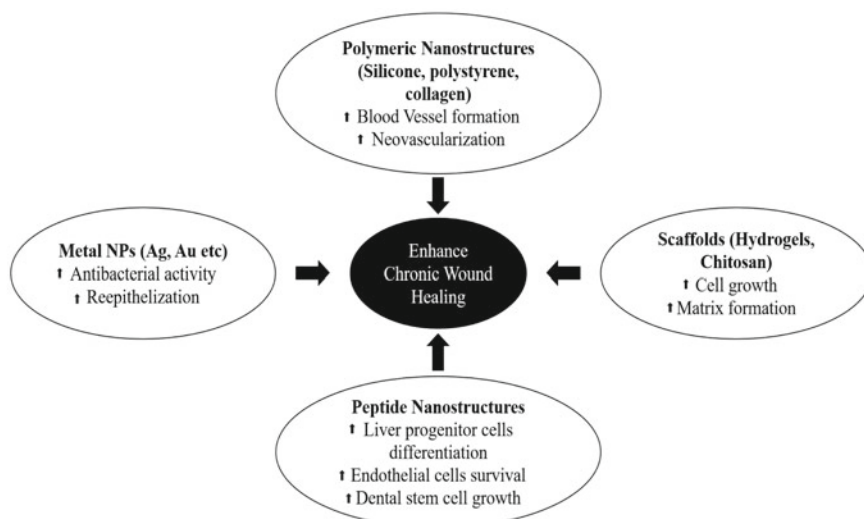 Polymeric Nanostructures
(Silicone, polystyrene,
collagen)
⬆ Blood Vessel formation
⬆ Neovascularization
Metal NPs (Ag, Au etc)
⬆ Antibacterial activity
⬆ Reepithelization
Enhance
Chronic Wound
Healing
Scaffolds (Hydrogels,
Chitosan)
⬆ Cell growth
⬆ Matrix formation
Peptide Nanostructures
⬆ Liver progenitor cells
differentiation
⬆ Endothelial cells survival
⬆ Dental stem cell growth